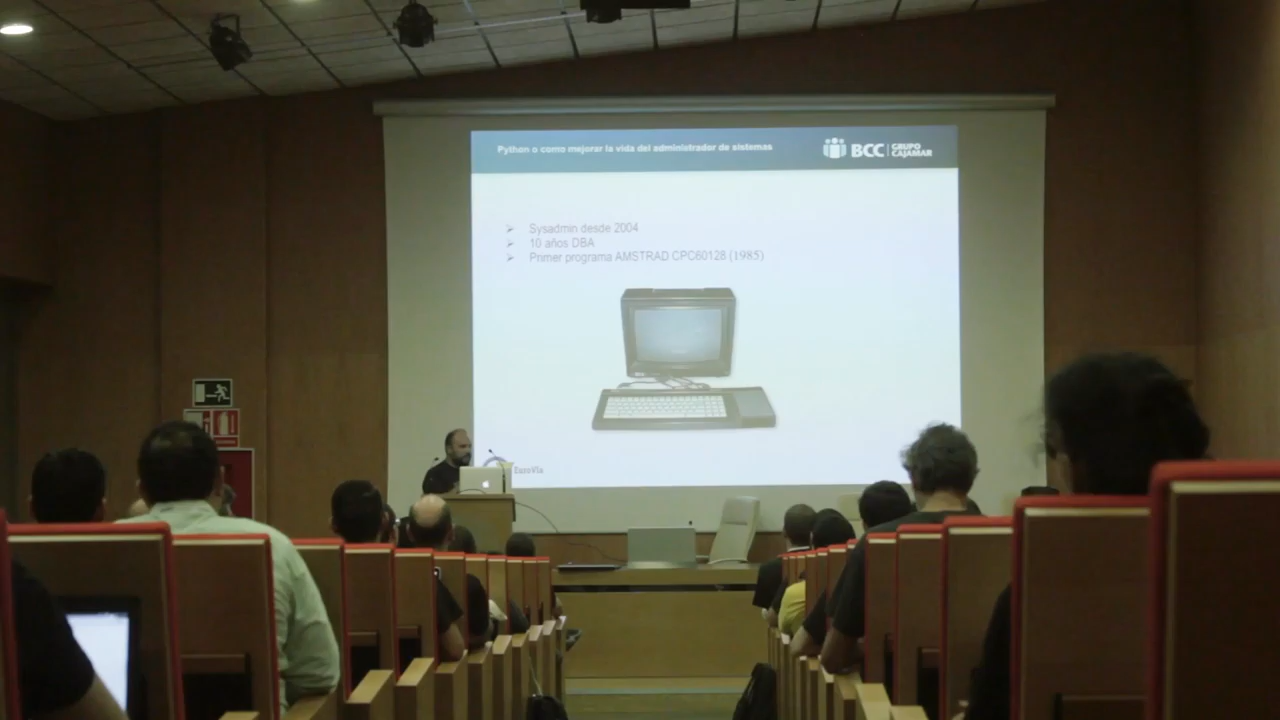 Python o como mejorar la vida del administrador de sistemas
BCC GRUPO CAJAMAR
Sysadmin desde 2004
10 años DBA
Primer programa AMSTRAD CPC60128 (1985)